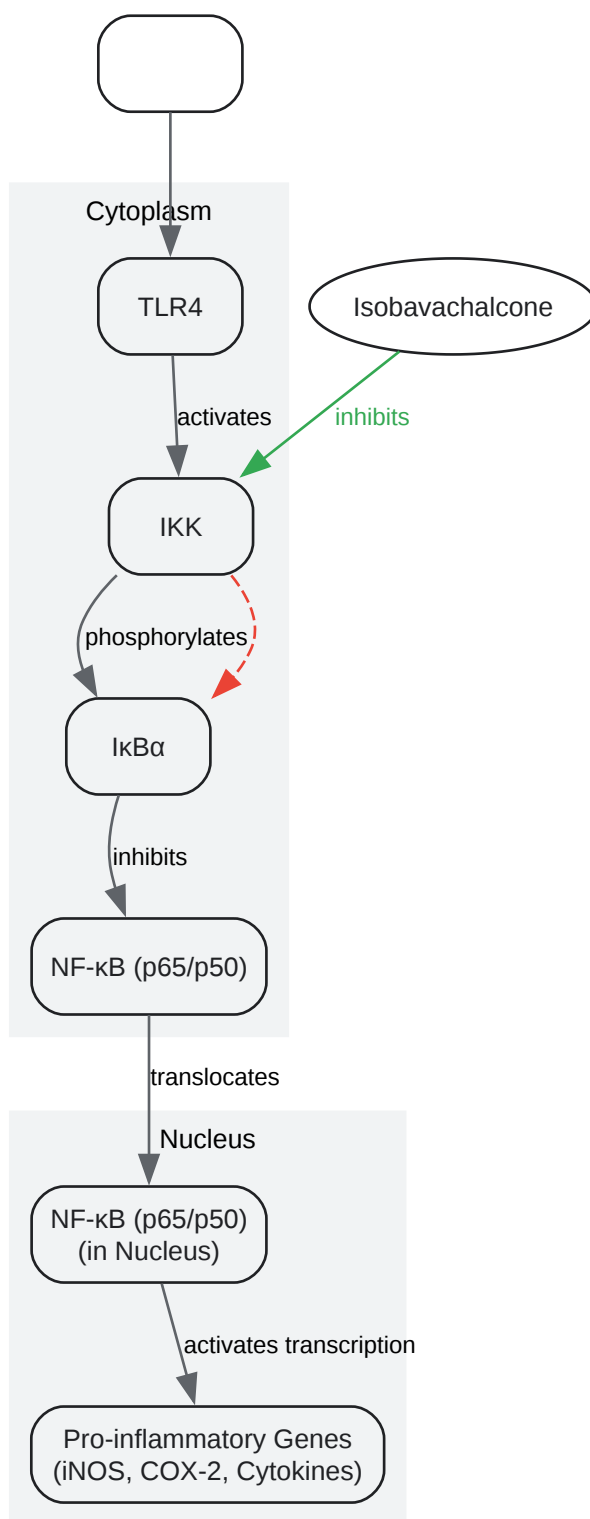 Cytoplasm
TLR4
Isobavachalcone
activates
inhibits
IKK
phosphorylates
IκBα
inhibits
NF-κB (p65/p50)
translocates
Nucleus
NF-κB (p65/p50)
(in Nucleus)
activates transcription
Pro-inflammatory Genes
(iNOS, COX-2, Cytokines)